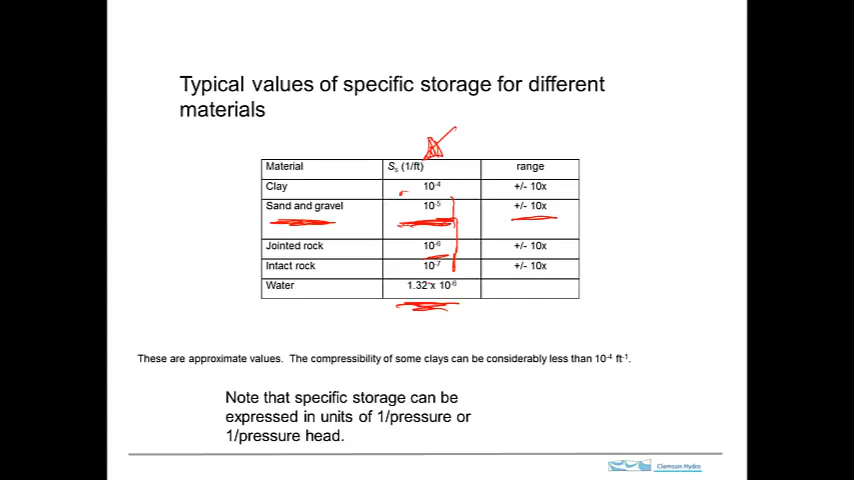 Typical values of specific storage for different
materials
Material Ss (1/ft) range
Clay 10-4 +/- 10x
Sand and gravel 10-5 +/- 10x
Jointed rock 10-6 +/- 10x
Intact rock 10-7 +/- 10x
Water 1.32 x 10-6
These are approximate values. The compressibility of some clays can be considerably less than 10-4 ft-1.
Note that specific storage can be
expressed in units of 1/pressure or
1/pressure head.
Clemson-Hydro